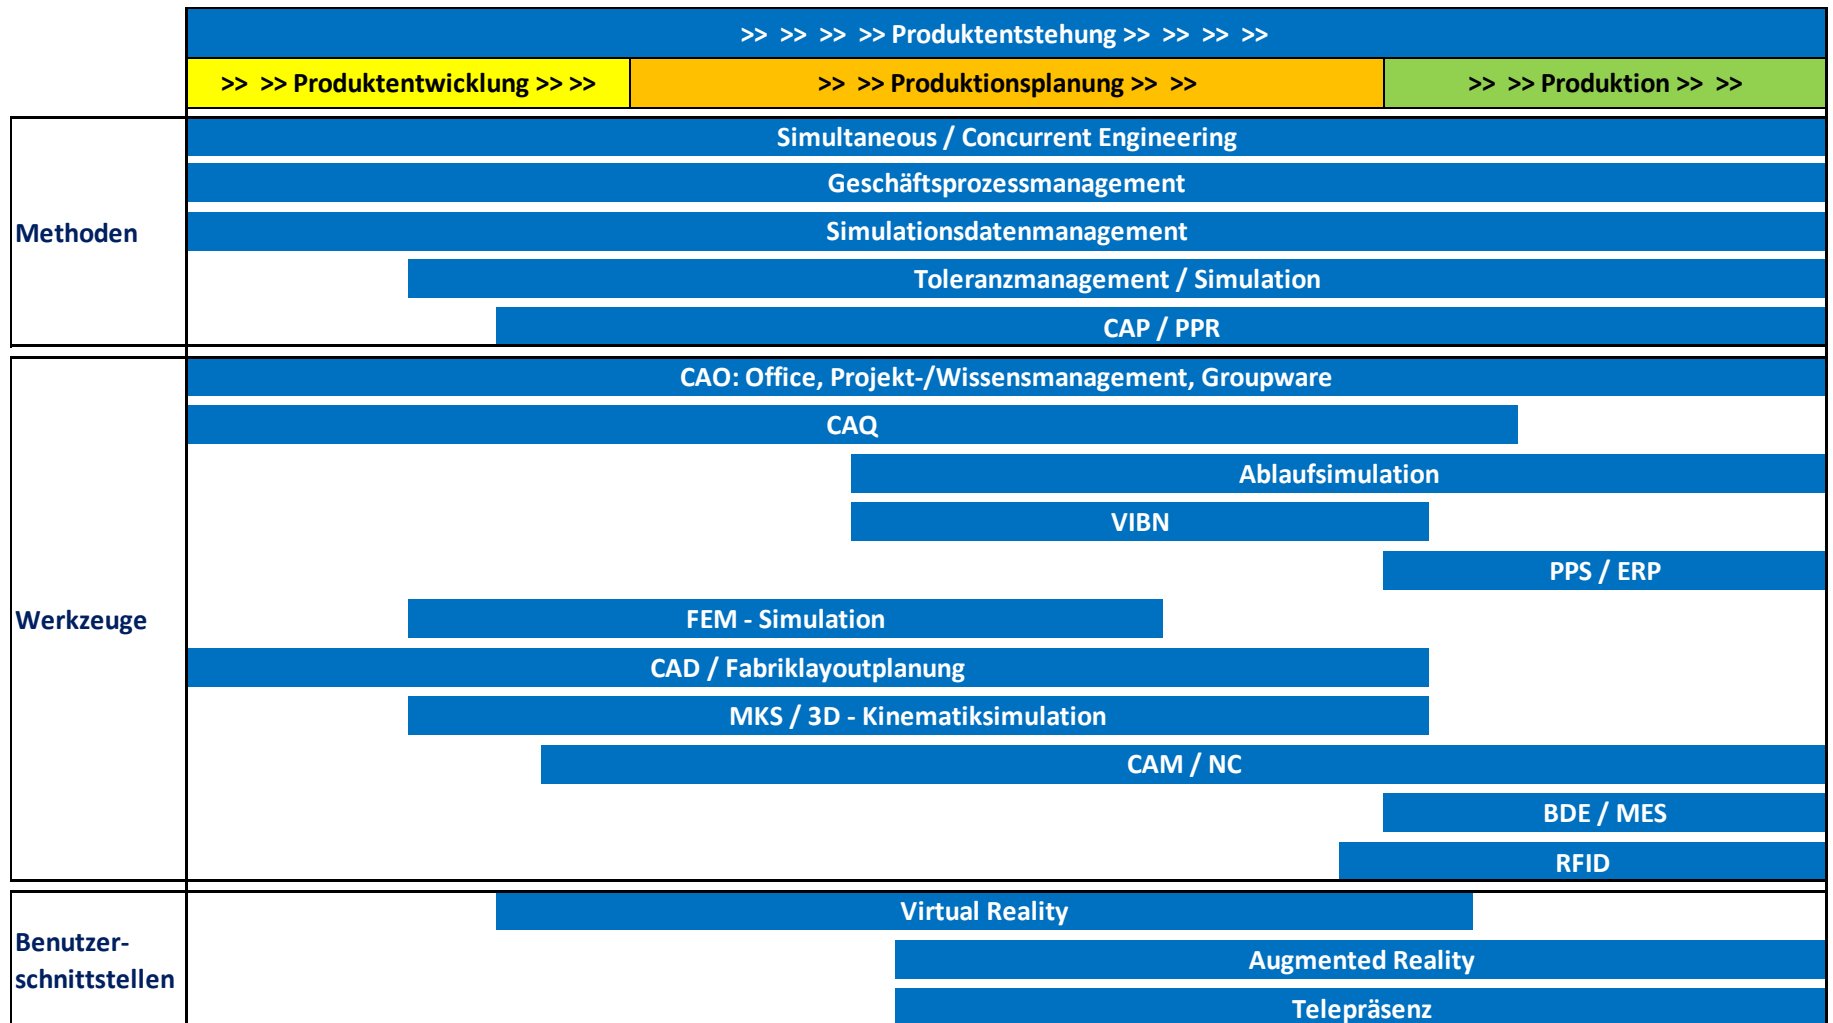 >> >> >> >> Produktentstehung >> >> >> >>
>> >> Produktentwicklung >> >>
>> >> Produktionsplanung >> >>
>> >> Produktion >> >>
Methoden
Simultaneous / Concurrent Engineering
Geschäftsprozessmanagement
Simulationsdatenmanagement
Toleranzmanagement / Simulation
CAP / PPR
Werkzeuge
CAO: Office, Projekt-/Wissensmanagement, Groupware
CAQ
Ablaufsimulation
VIBN
PPS / ERP
FEM - Simulation
CAD / Fabriklayoutplanung
MKS / 3D - Kinematiksimulation
CAM / NC
BDE / MES
RFID
Benutzer-
schnittstellen
Virtual Reality
Augmented Reality
Telepräsenz